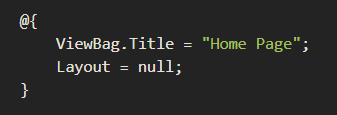 @{
    ViewBag.Title = "Home Page";
    Layout = null;
}